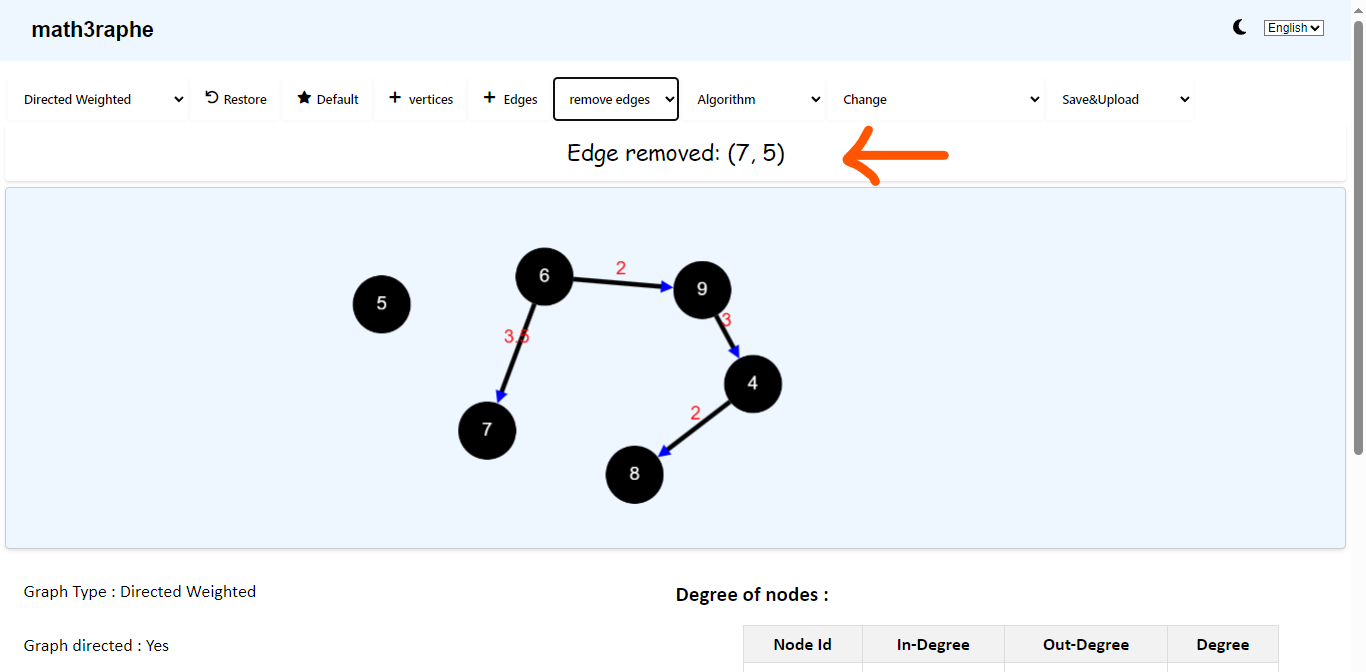 math3raphe
English
Directed Weighted Restore Default + vertices + Edges remove edges Algorithm Change Save&Upload
Edge removed: (7, 5)
6 2 9
5
3.5 3
4
7 2
8
Graph Type : Directed Weighted
Degree of nodes :
Graph directed : Yes
Node Id In-Degree Out-Degree Degree